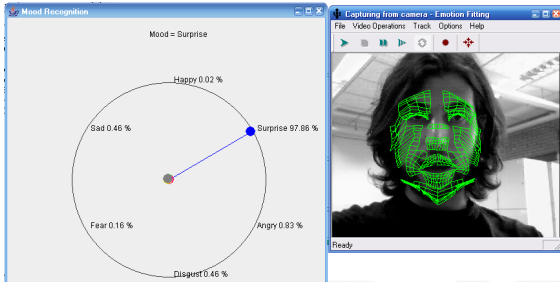 Mood Recognition
Mood = Surprise
Happy 0.02 %
Sad 0.46 %
Surprise 97.86 %
Fear 0.16 %
Angry 0.83 %
Disgust 0.46 %
Capturing from camera - Emotion Fitting
File Video Operations Track Options Help
Ready